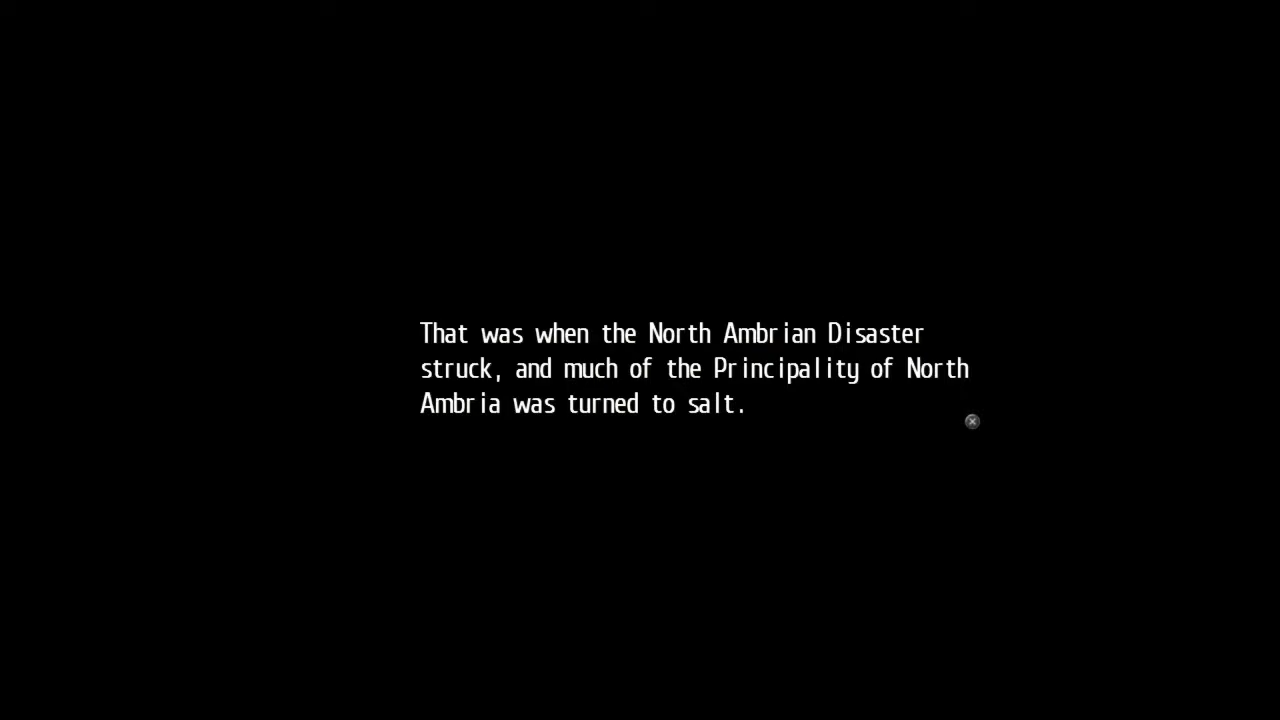 That was when the North Ambrian Disaster
struck, and much of the Principality of North
Ambria was turned to salt.